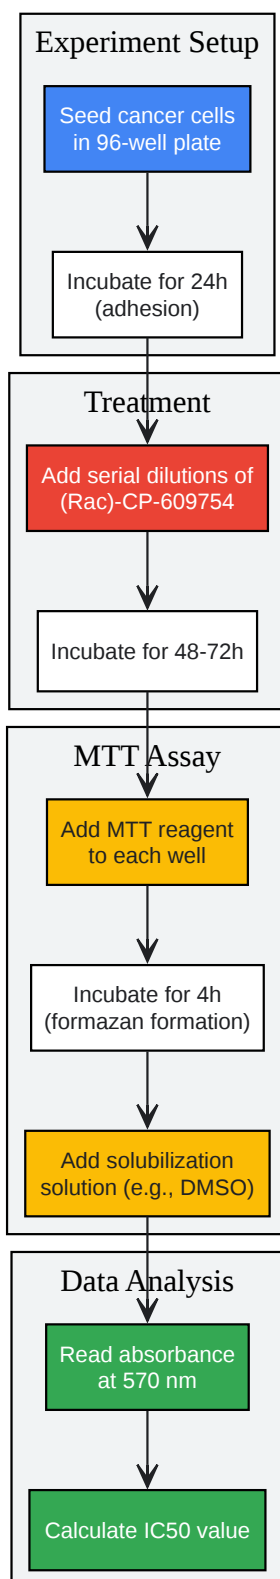 Experiment Setup
Seed cancer cells
in 96-well plate
Incubate for 24h
(adhesion)
Treatment
Add serial dilutions of
(Rac)-CP-609754
Incubate for 48-72h
MTT Assay
Add MTT reagent
to each well
Incubate for 4h
(formazan formation)
Add solubilization
solution (e.g., DMSO)
Data Analysis
Read absorbance
at 570 nm
Calculate IC50 value